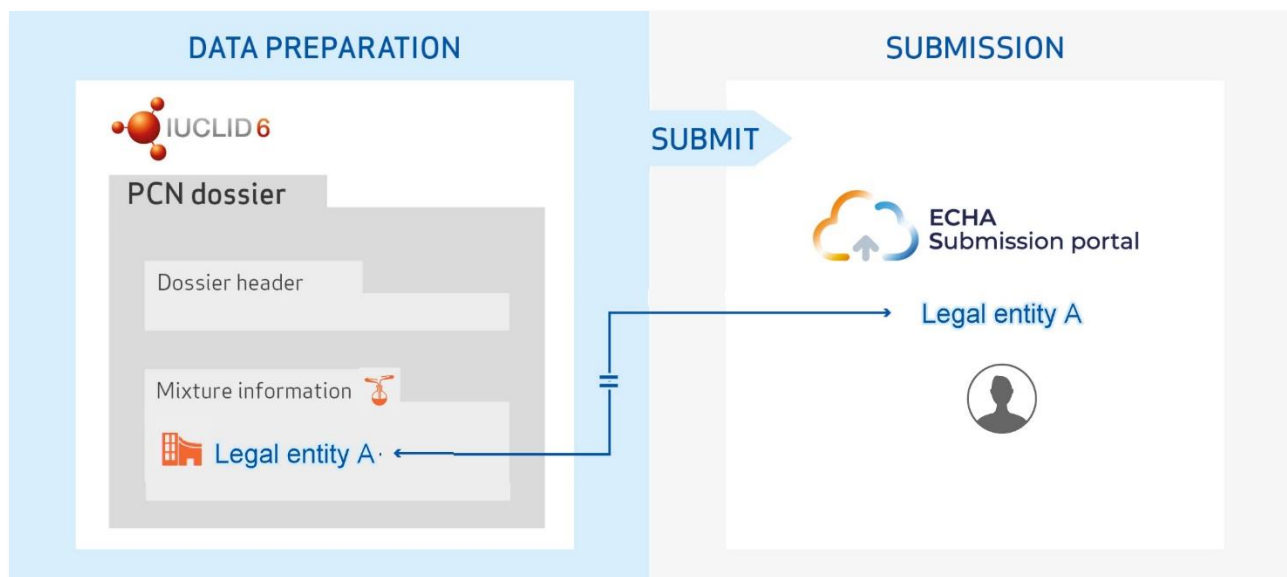 DATA PREPARATION
SUBMISSION
IUCLID 6
SUBMIT
PCN dossier
ECHA
Submission portal
Dossier header
Legal entity A
Mixture information
=
Legal entity A